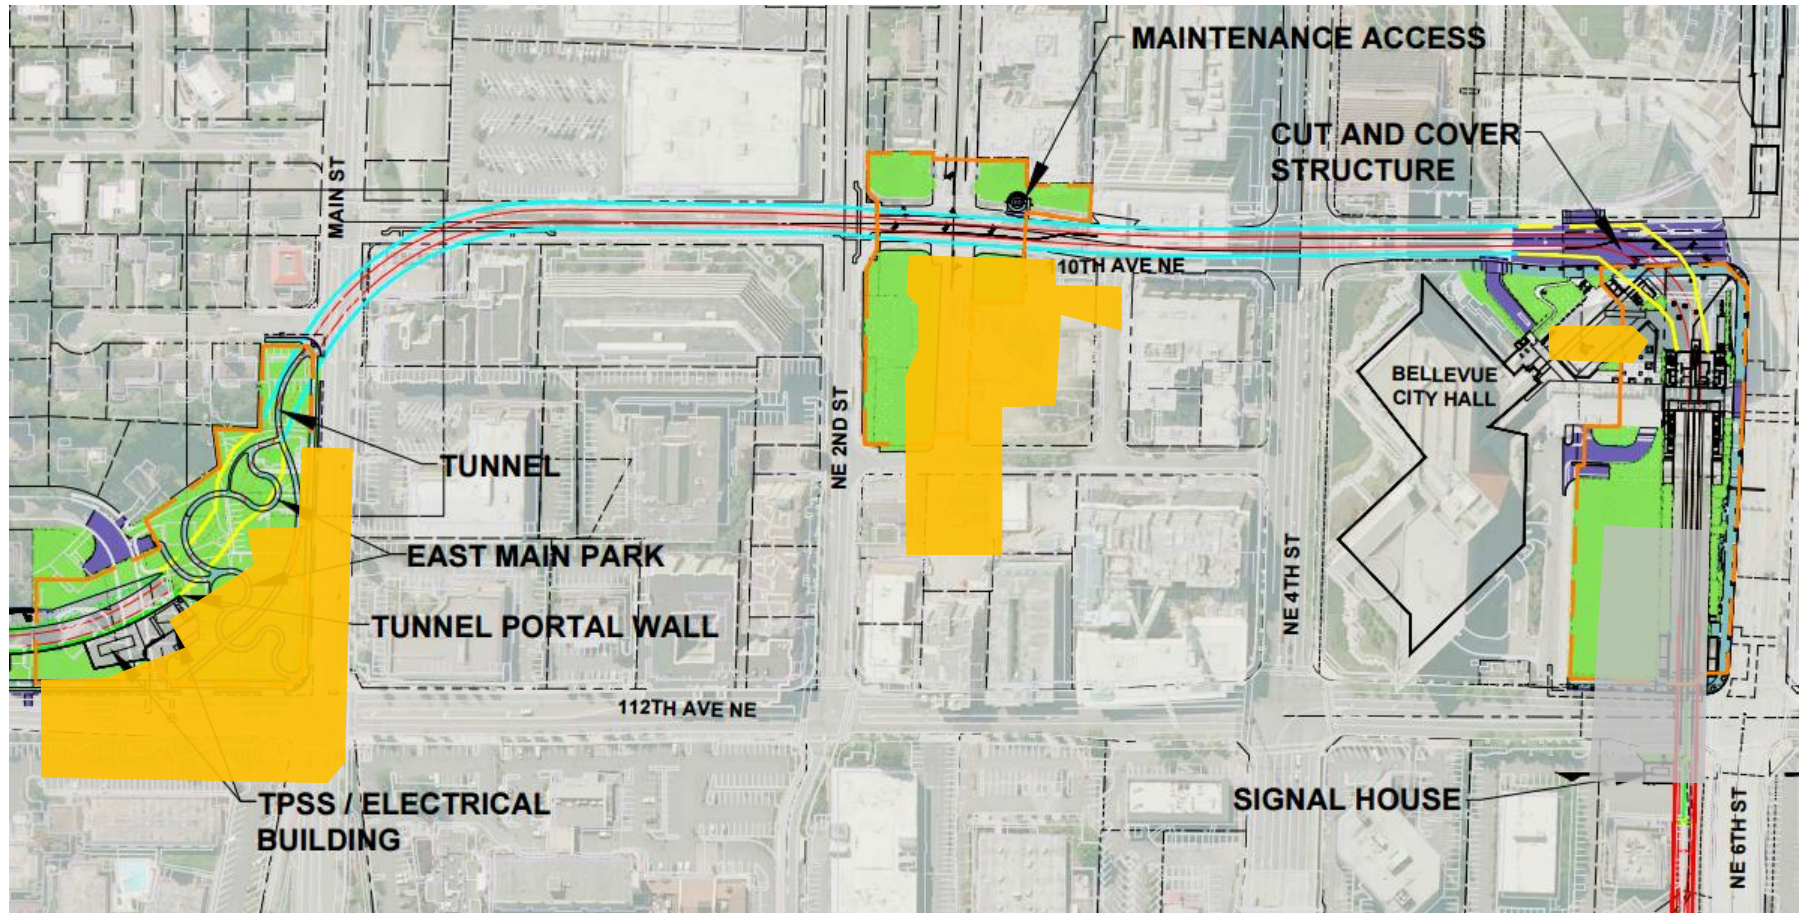 MAINTENANCE ACCESS
CUT AND COVER
STRUCTURE
MAIN ST
110TH AVE NE
BELLEVUE
CITY HALL
NE 2ND ST
TUNNEL
EAST MAIN PARK
NE 4TH ST
TUNNEL PORTAL WALL
112TH AVE NE
TPSS / ELECTRICAL
BUILDING
SIGNAL HOUSE
NE 6TH ST